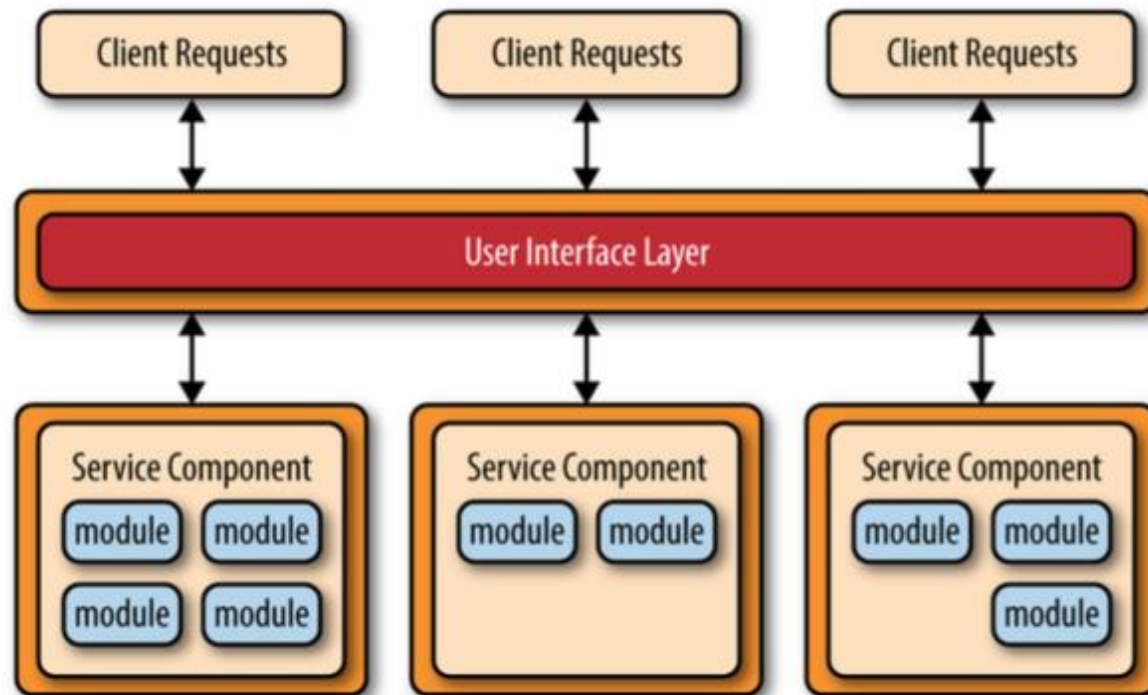 Client Requests
Client Requests
Client Requests
User Interface Layer
Service Component
module
module
module
module
Service Component
module
module
Service Component
module
module
module